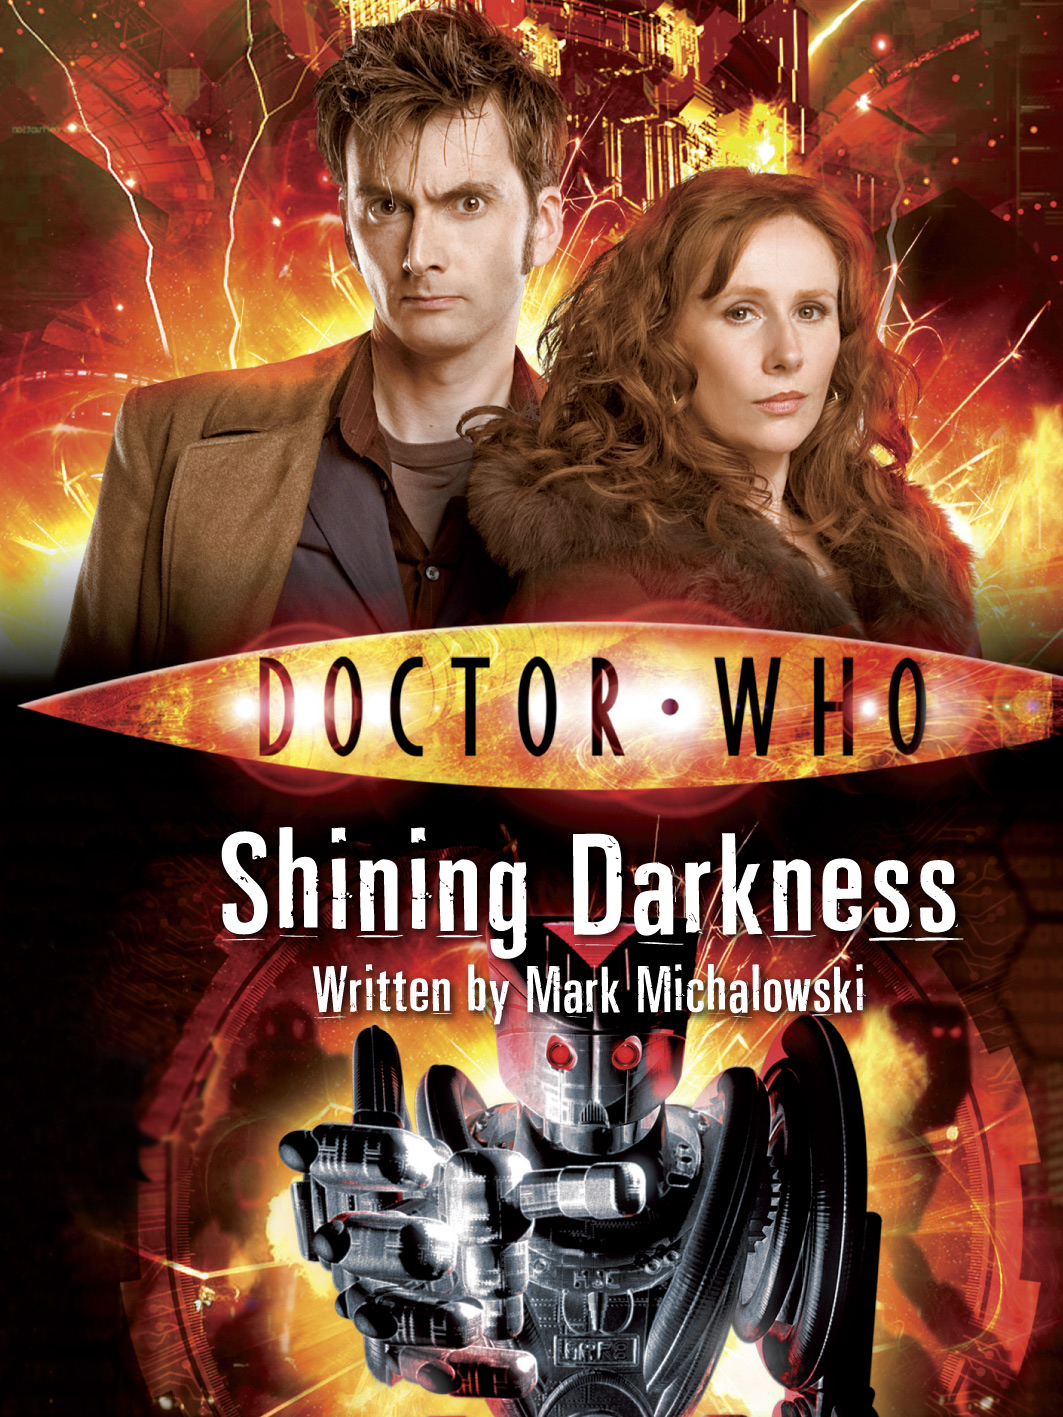 DOCTOR • WHO
Shining Darkness
Written by Mark Michalowski